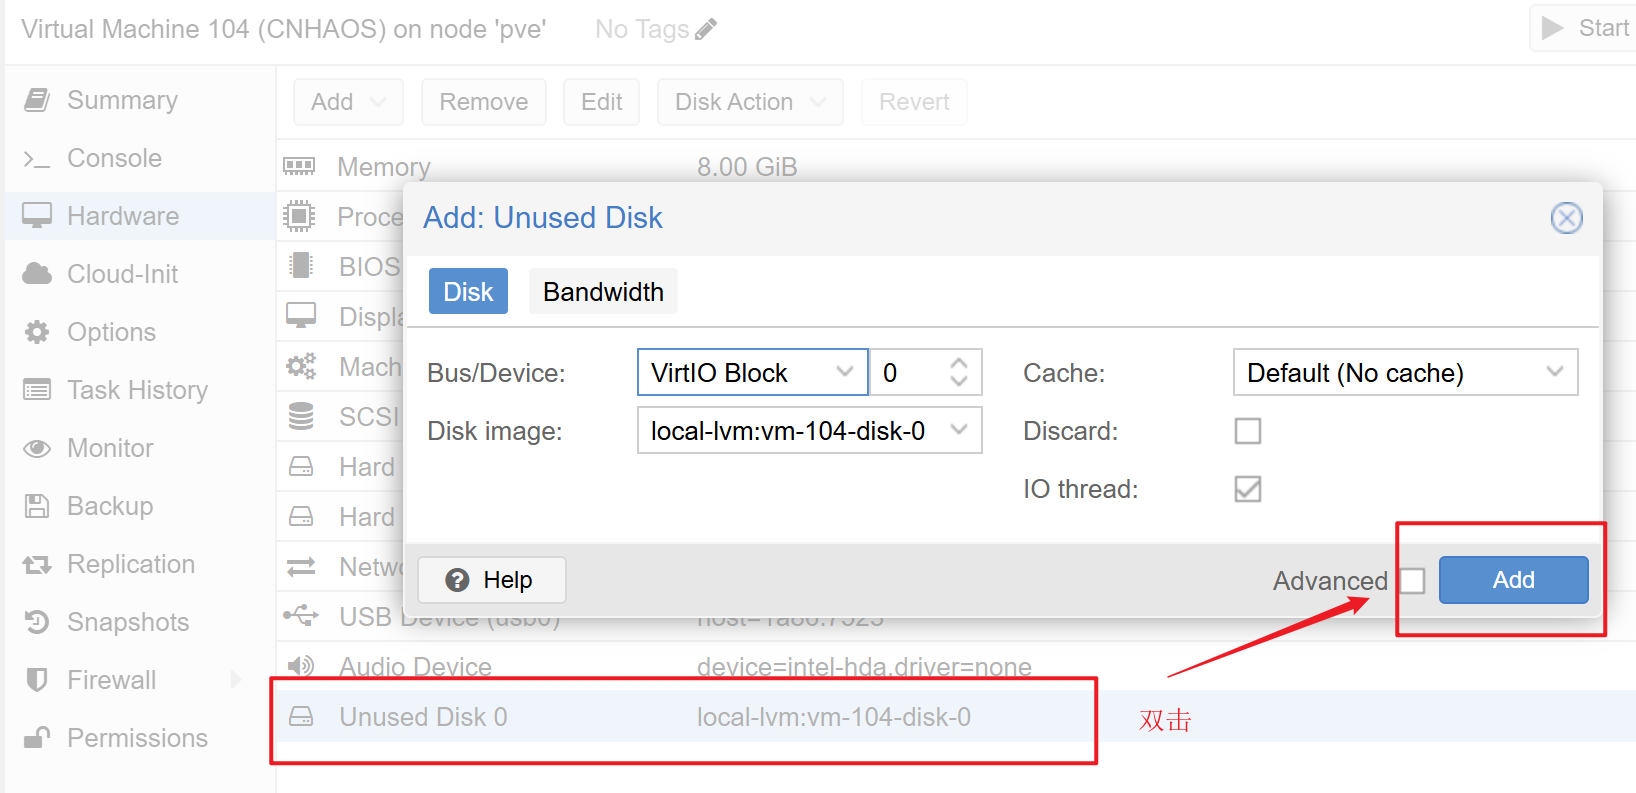 Virtual Machine 104 (CNHAOS) on node 'pve' No Tags Start
Summary
Console
Hardware
Cloud-Init
Options
Task History
Monitor
Backup
Replication
Snapshots
Firewall
Permissions
Add Remove Edit Disk Action Revert
Memory 8.00 GiB
Proce
BIOS
Displa
Mach
SCSI
Hard
Hard
Netwo
USB Device (usb0) host=1a86:7523
Audio Device device=intel-hda,driver=none
Unused Disk 0 local-lvm:vm-104-disk-0
Add: Unused Disk
Disk Bandwidth
Bus/Device: VirtIO Block 0 Cache: Default (No cache)
Disk image: local-lvm:vm-104-disk-0 Discard:
IO thread:
Help Advanced Add
双击